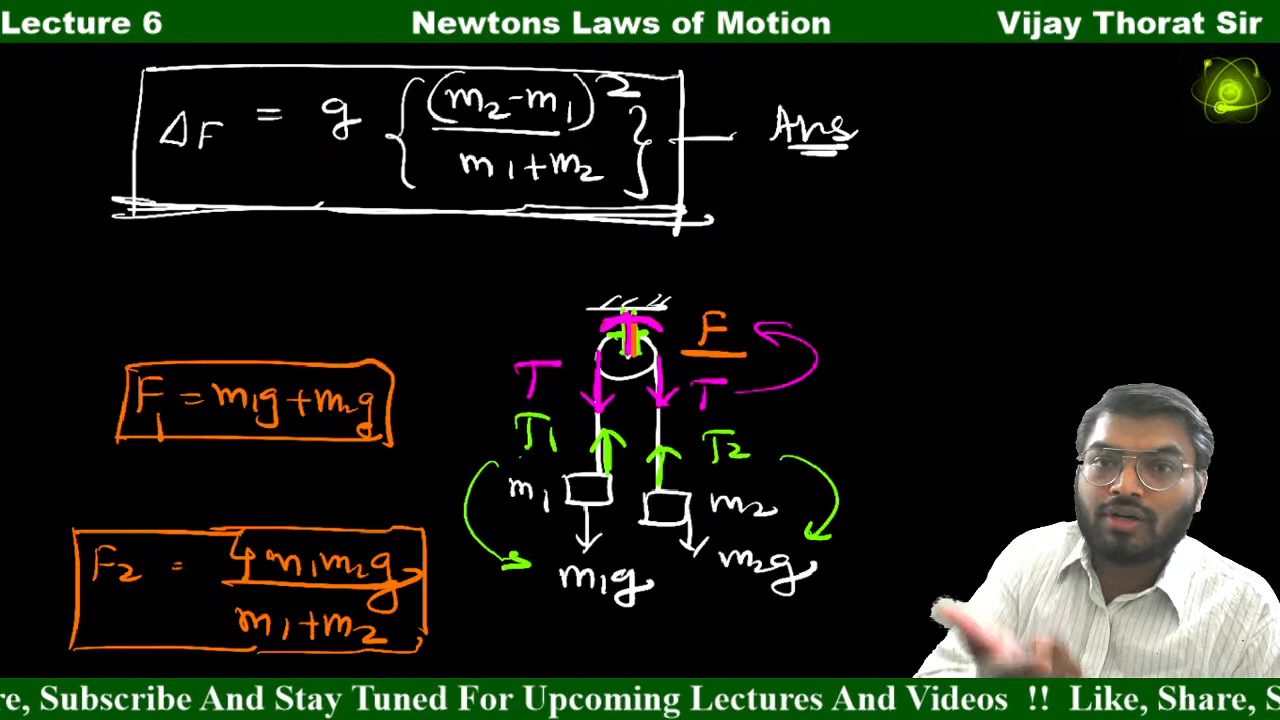 Lecture 6 Newtons Laws of Motion Vijay Thorat Sir
ΔF = g { (m2-m1)^2 / m1+m2 } — Ans
F
F1 = m1g+m2g
T T
T1 T2
m1 m2
F2 = 4m1m2g / m1+m2
m1g m2g
re, Subscribe And Stay Tuned For Upcoming Lectures And Videos !! Like, Share, S